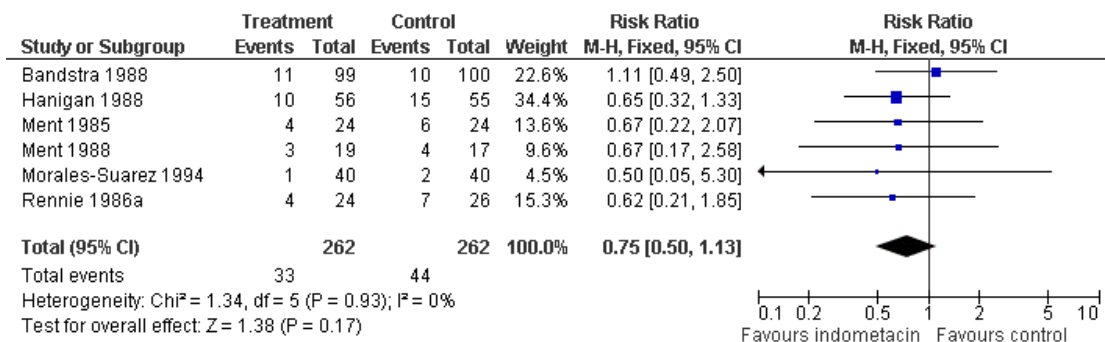 Treatment Control Risk Ratio Risk Ratio
Study or Subgroup Events Total Events Total Weight M-H, Fixed, 95% CI M-H, Fixed, 95% CI
Bandstra 1988 11 99 10 100 22.6% 1.11 [0.49, 2.50]
Hanigan 1988 10 56 15 55 34.4% 0.65 [0.32, 1.33]
Ment 1985 4 24 6 24 13.6% 0.67 [0.22, 2.07]
Ment 1988 3 19 4 17 9.6% 0.67 [0.17, 2.58]
Morales-Suarez 1994 1 40 2 40 4.5% 0.50 [0.05, 5.30]
Rennie 1986a 4 24 7 26 15.3% 0.62 [0.21, 1.85]
Total (95% CI) 262 262 100.0% 0.75 [0.50, 1.13]
Total events 33 44
Heterogeneity: Chi² = 1.34, df = 5 (P = 0.93); I² = 0%
Test for overall effect: Z = 1.38 (P = 0.17)
0.1 0.2 0.5 1 2 5 10
Favours indometacin Favours control